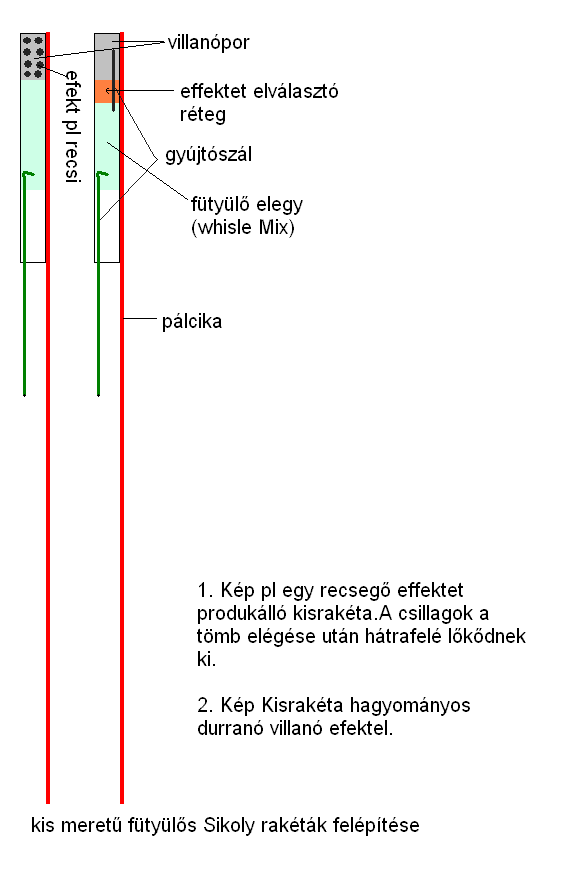 villanópor
efekt pl recsi
effektet elválasztó
réteg
gyújtószál
fütyülő elegy
(whisle Mix)
pálcika
1. Kép pl egy recsegő effektet
produkálló kisrakéta.A csillagok a
tömb elégése után hátrafelé lőkődnek
ki.
2. Kép Kisrakéta hagyományos
durranó villanó efektel.
kis meretű fütyülős Sikoly rakéták felépítése